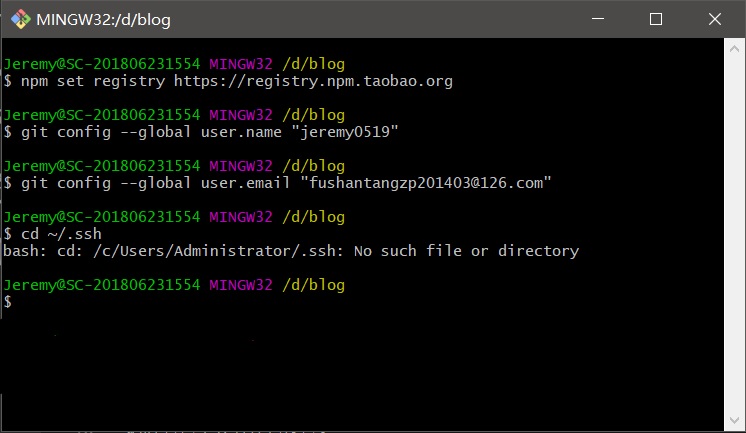 MINGW32:/d/blog
Jeremy@SC-201806231554 MINGW32 /d/blog
$ npm set registry https://registry.npm.taobao.org
Jeremy@SC-201806231554 MINGW32 /d/blog
$ git config --global user.name "jeremy0519"
Jeremy@SC-201806231554 MINGW32 /d/blog
$ git config --global user.email "fushantangzp201403@126.com"
Jeremy@SC-201806231554 MINGW32 /d/blog
$ cd ~/.ssh
bash: cd: /c/Users/Administrator/.ssh: No such file or directory
Jeremy@SC-201806231554 MINGW32 /d/blog
$